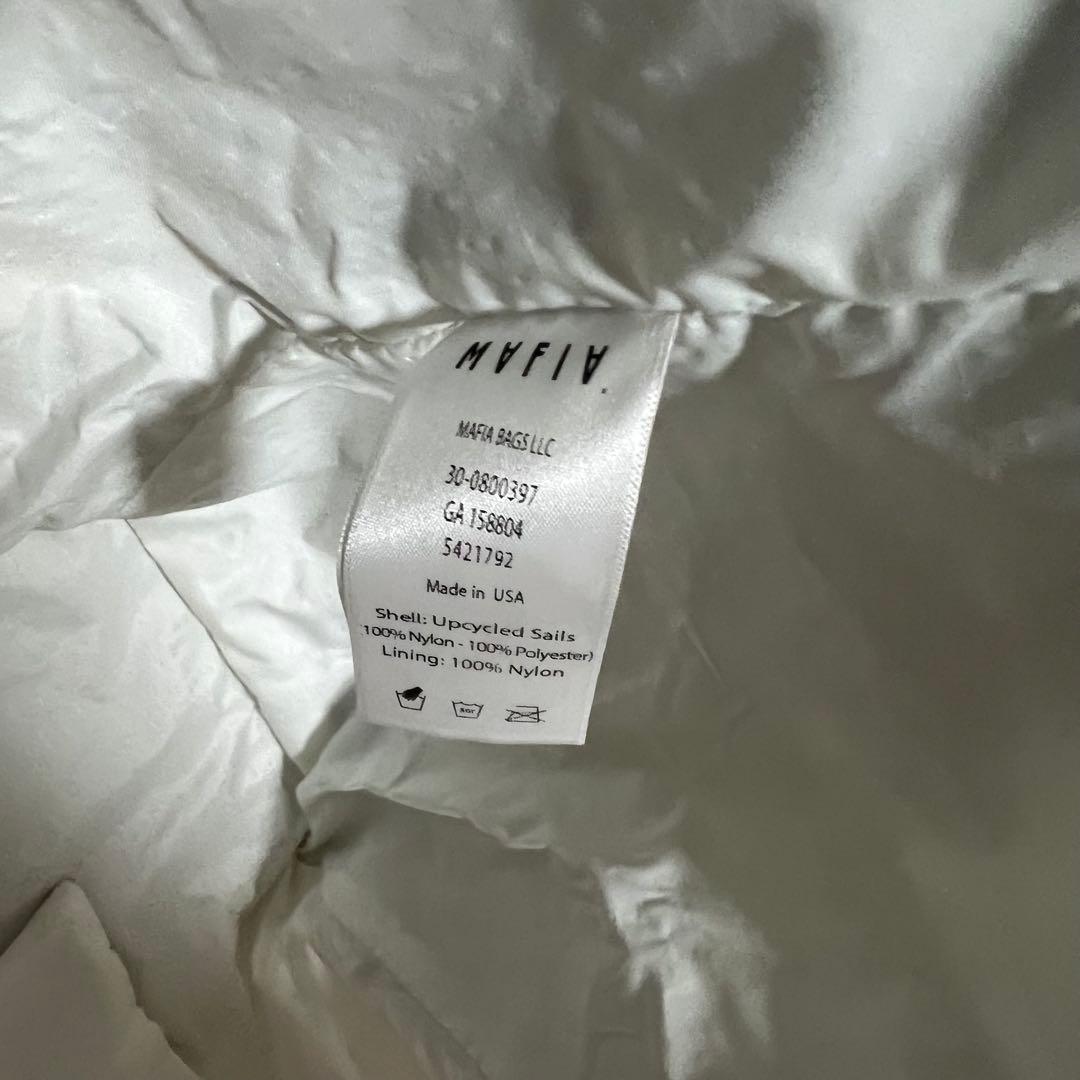 MAFIA
MAFIA BAGS LLC
30-0800397
GA 158804
5421792
Made in USA
Shell: Upcycled Sails
(100% Nylon - 100% Polyester)
Lining: 100% Nylon